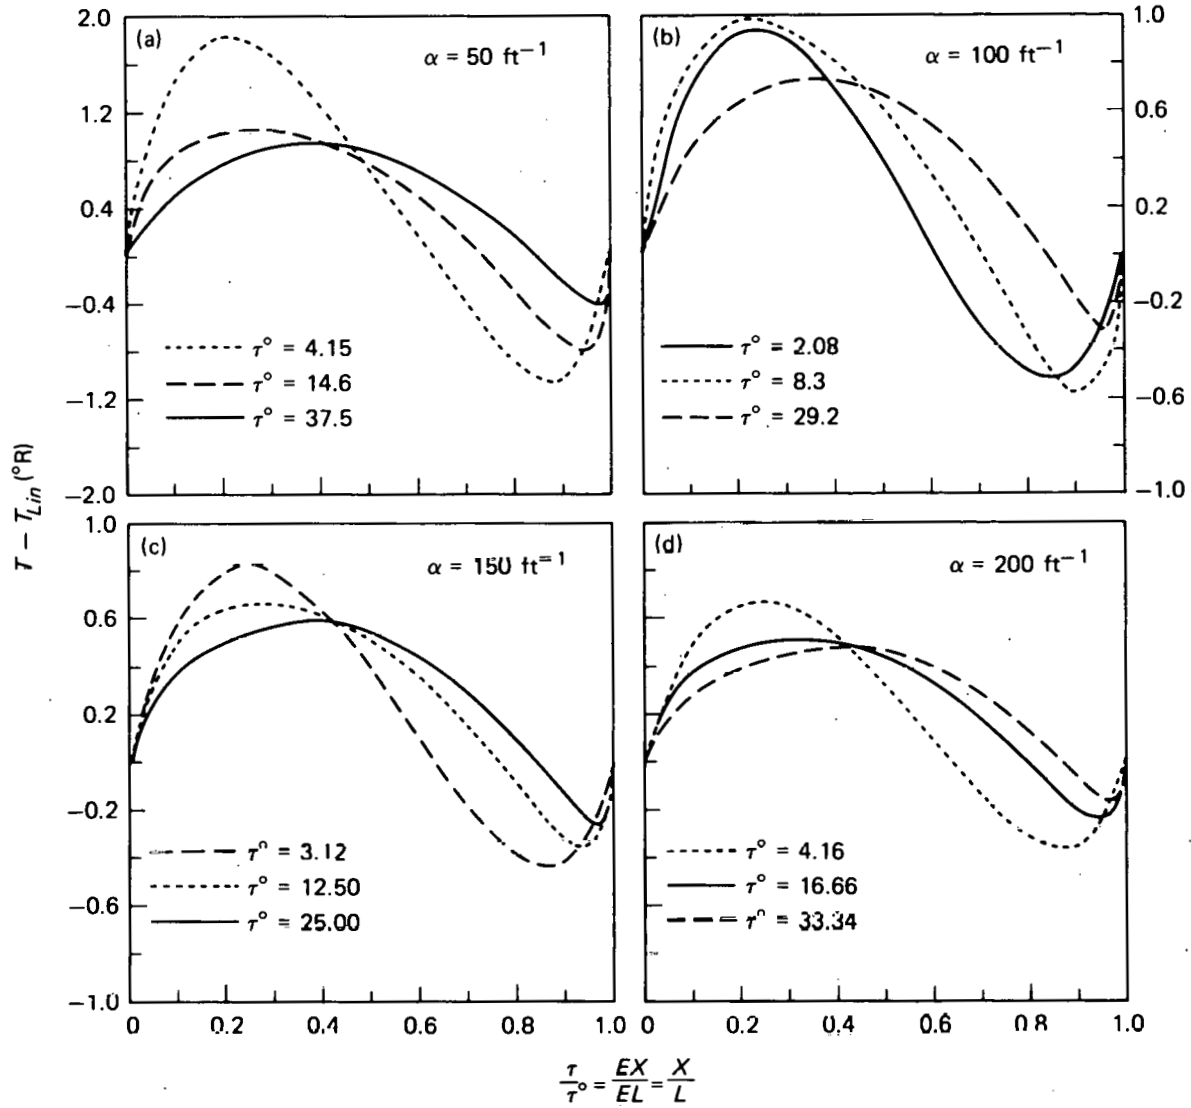 (a)
α = 50 ft⁻¹
2.0
1.2
0.4
−0.4
−1.2
−2.0
τ° = 4.15
τ° = 14.6
τ° = 37.5
(b)
α = 100 ft⁻¹
1.0
0.6
0.2
−0.2
−0.6
−1.0
τ° = 2.08
τ° = 8.3
τ° = 29.2
T − T_Lin (°R)
(c)
α = 150 ft⁻¹
1.0
0.6
0.2
−0.2
−0.6
−1.0
τ° = 3.12
τ° = 12.50
τ° = 25.00
0 0.2 0.4 0.6 0.8 1.0
(d)
α = 200 ft⁻¹
τ° = 4.16
τ° = 16.66
τ° = 33.34
0 0.2 0.4 0.6 0.8 1.0
τ/τ° = EX/EL = X/L